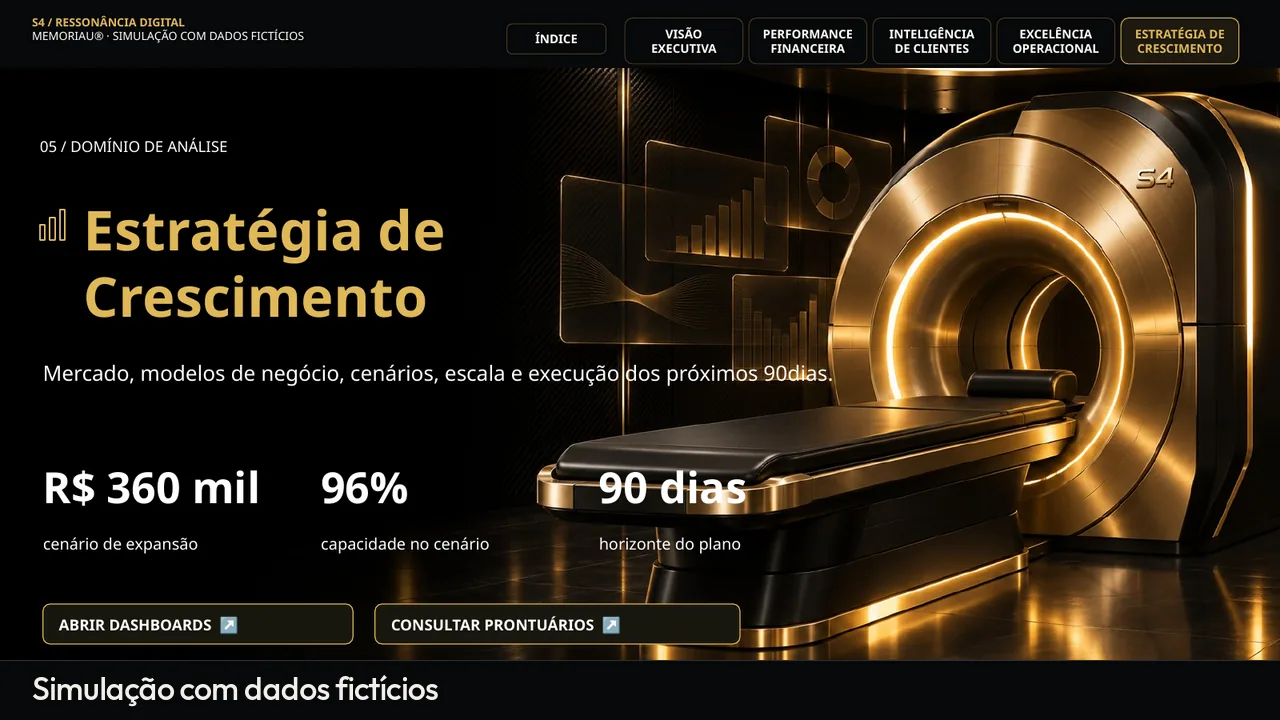 S4 / RESSONÂNCIA DIGITAL
MEMORIAU® · SIMULAÇÃO COM DADOS FICTÍCIOS
ÍNDICE
VISÃO
EXECUTIVA
PERFORMANCE
FINANCEIRA
INTELIGÊNCIA
DE CLIENTES
EXCELÊNCIA
OPERACIONAL
ESTRATÉGIA DE
CRESCIMENTO
05 / DOMÍNIO DE ANÁLISE
S4
Estratégia de
Crescimento
Mercado, modelos de negócio, cenários, escala e execução dos próximos 90dias.
R$ 360 mil
96%
90 dias
cenário de expansão
capacidade no cenário
horizonte do plano
ABRIR DASHBOARDS ↗
CONSULTAR PRONTUÁRIOS ↗
Simulação com dados fictícios